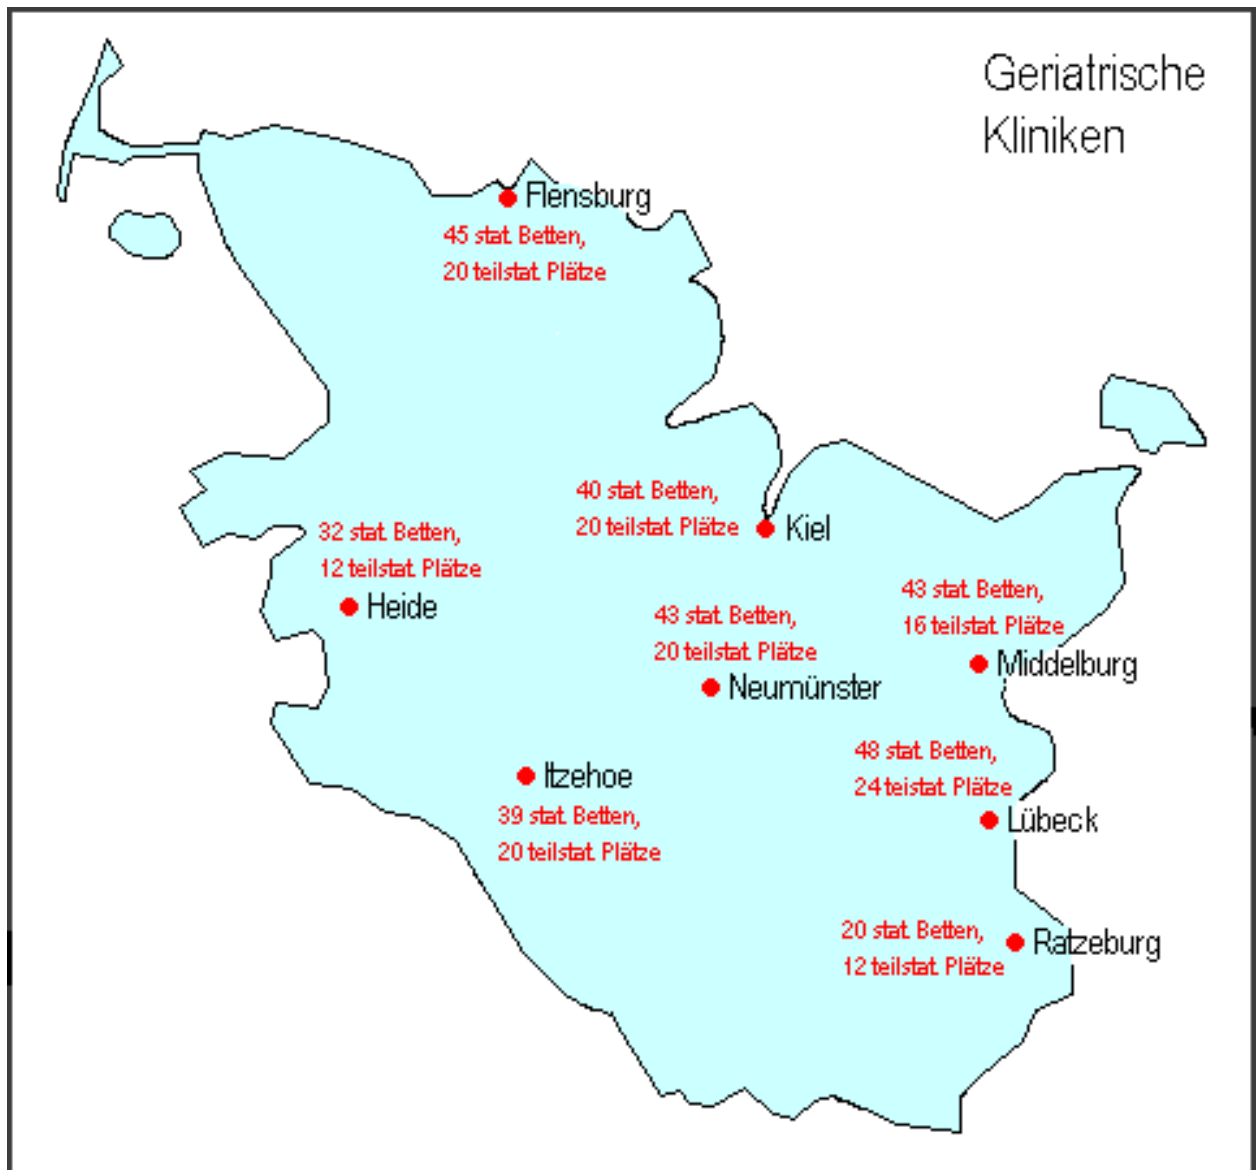 Geriatrische
Kliniken
Flensburg
45 stat. Betten,
20 teilstat. Plätze
40 stat. Betten,
20 teilstat. Plätze
Kiel
32 stat. Betten,
12 teilstat. Plätze
Heide
43 stat. Betten,
20 teilstat. Plätze
Neumünster
43 stat. Betten,
16 teilstat. Plätze
Middelburg
48 stat. Betten,
24 teistat. Plätze
Lübeck
Itzehoe
39 stat. Betten,
20 teilstat. Plätze
20 stat. Betten,
12 teilstat. Plätze
Ratzeburg